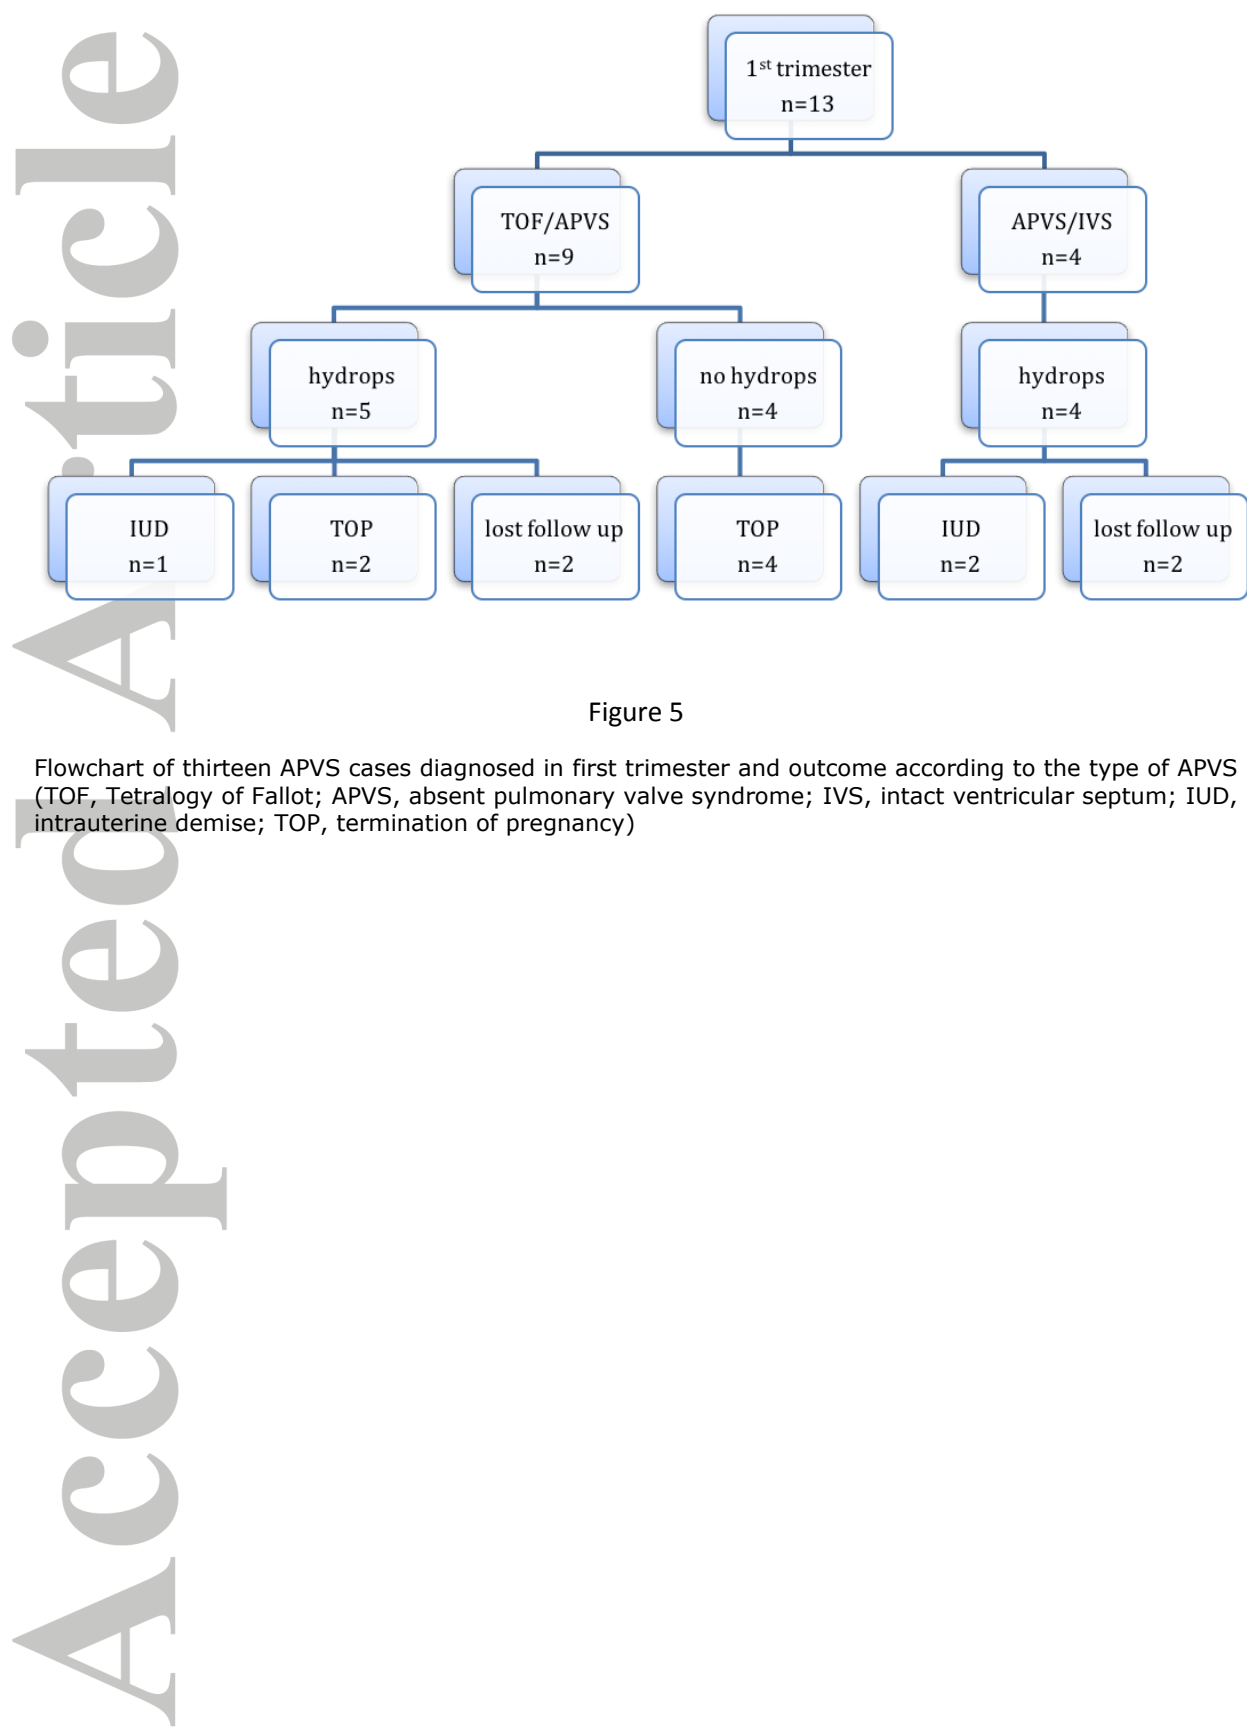 1st trimester
n=13
TOF/APVS
n=9
APVS/IVS
n=4
hydrops
n=5
no hydrops
n=4
hydrops
n=4
IUD
n=1
TOP
n=2
lost follow up
n=2
TOP
n=4
IUD
n=2
lost follow up
n=2
Figure 5
Flowchart of thirteen APVS cases diagnosed in first trimester and outcome according to the type of APVS
(TOF, Tetralogy of Fallot; APVS, absent pulmonary valve syndrome; IVS, intact ventricular septum; IUD,
intrauterine demise; TOP, termination of pregnancy)
Accepted Article